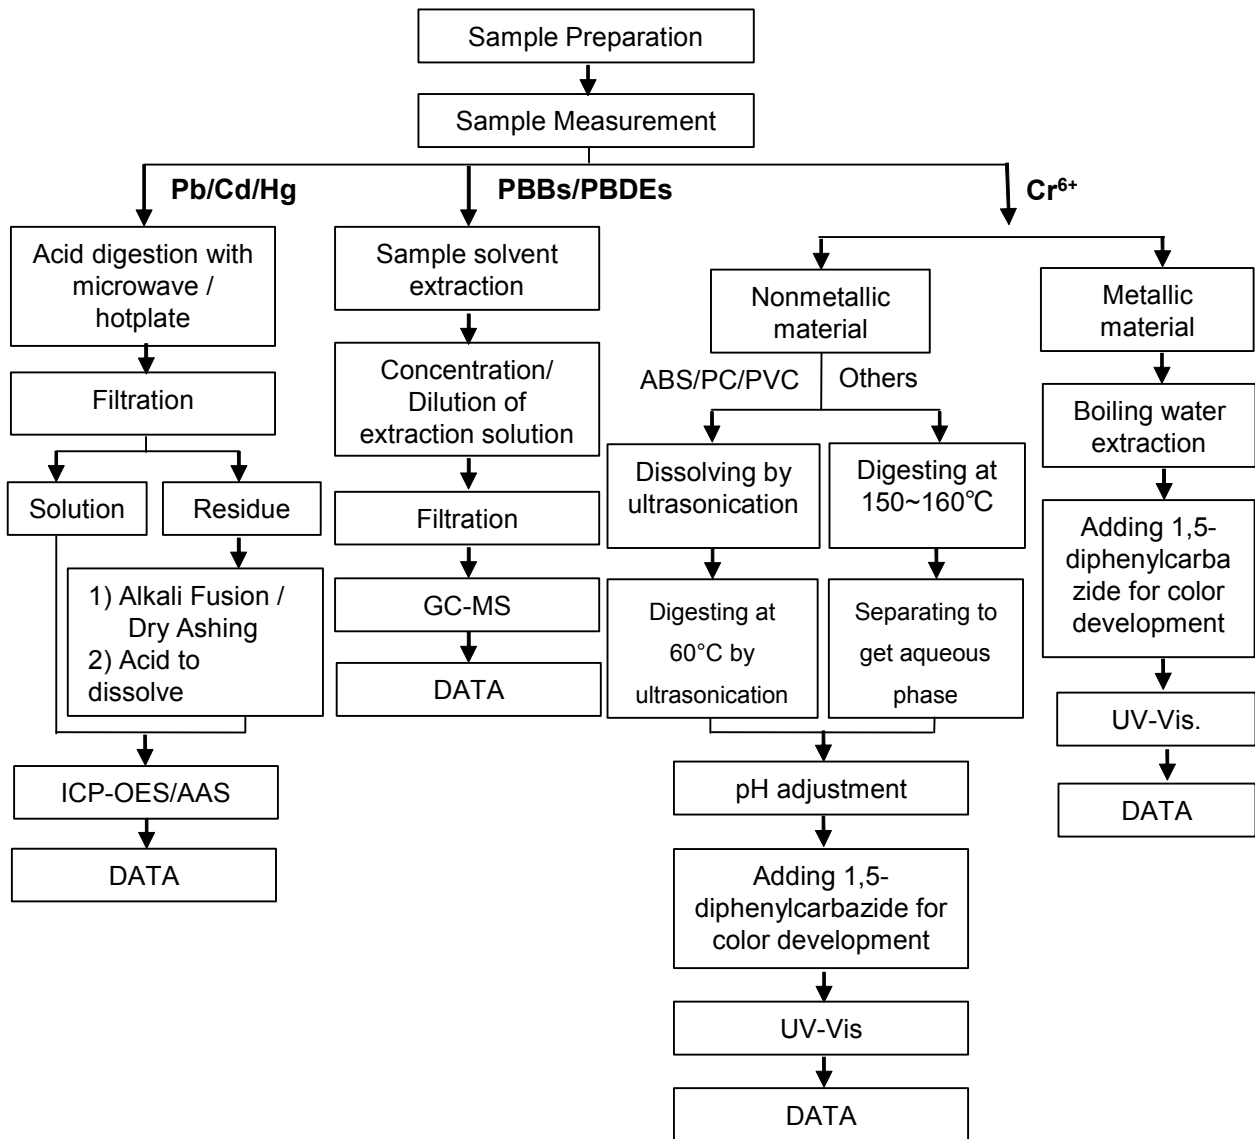 Sample Preparation
Sample Measurement
Pb/Cd/Hg
PBBs/PBDEs
Cr⁶⁺
Acid digestion with
microwave /
hotplate
Filtration
Solution
Residue
1) Alkali Fusion /
Dry Ashing
2) Acid to
dissolve
ICP-OES/AAS
DATA
Sample solvent
extraction
Concentration/
Dilution of
extraction solution
Filtration
GC-MS
DATA
Nonmetallic
material
ABS/PC/PVC
Others
Dissolving by
ultrasonication
Digesting at
60°C by
ultrasonication
Digesting at
150~160℃
Separating to
get aqueous
phase
pH adjustment
Adding 1,5-
diphenylcarbazide for
color development
UV-Vis
DATA
Metallic
material
Boiling water
extraction
Adding 1,5-
diphenylcarba
zide for color
development
UV-Vis.
DATA